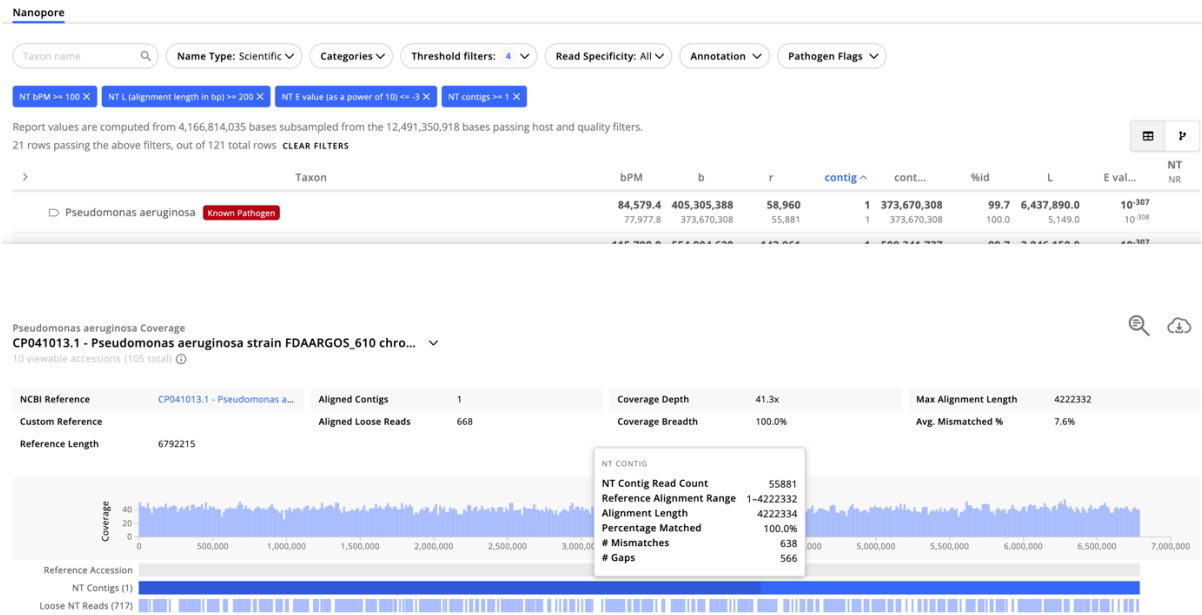 Nanopore
Taxon name
Name Type: Scientific
Categories
Threshold filters: 4
Read Specificity: All
Annotation
Pathogen Flags
NT bPM >= 100 X
NT L (alignment length in bp) >= 200 X
NT E value (as a power of 10) <= -3 X
NT contigs >= 1 X
Report values are computed from 4,166,814,035 bases subsampled from the 12,491,350,918 bases passing host and quality filters.
21 rows passing the above filters, out of 121 total rows CLEAR FILTERS
Taxon bPM b r contig cont... %id L E val... NT
NR
Pseudomonas aeruginosa Known Pathogen 84,579.4 405,305,388 58,960 1 373,670,308 99.7 6,437,890.0 10-307
77,977.8 373,670,308 55,881 1 373,670,308 100.0 5,149.0 10-308
Pseudomonas aeruginosa Coverage
CP041013.1 - Pseudomonas aeruginosa strain FDAARGOS_610 chro...
10 viewable accessions (105 total)
NCBI Reference CP041013.1 - Pseudomonas a... Aligned Contigs 1 Coverage Depth 41.3x Max Alignment Length 4222332
Custom Reference Aligned Loose Reads 668 Coverage Breadth 100.0% Avg. Mismatched % 7.6%
Reference Length 6792215
NT CONTIG
NT Contig Read Count 55881
Reference Alignment Range 1–4222332
Alignment Length 4222334
Percentage Matched 100.0%
# Mismatches 638
# Gaps 566
Coverage
40
20
0
0 500,000 1,000,000 1,500,000 2,000,000 2,500,000 3,000,0 000 5,000,000 5,500,000 6,000,000 6,500,000 7,000,000
Reference Accession
NT Contigs (1)
Loose NT Reads (717)